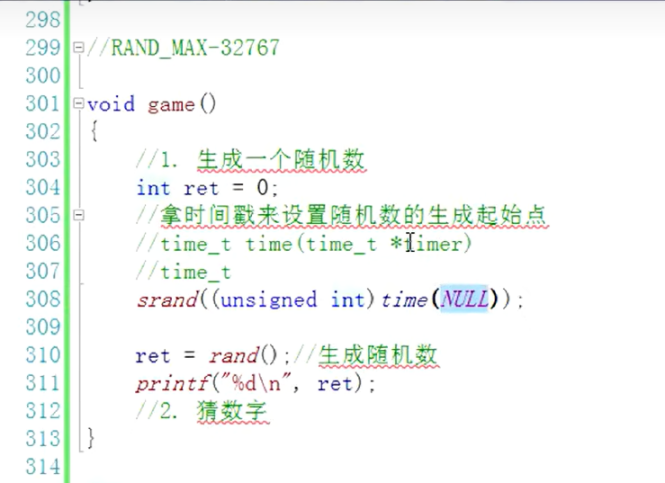 298
299 //RAND_MAX-32767
300
301 void game()
302 {
303 //1. 生成一个随机数
304 int ret = 0;
305 //拿时间戳来设置随机数的生成起始点
306 //time_t time(time_t *timer)
307 //time_t
308 srand((unsigned int)time(NULL));
309
310 ret = rand();//生成随机数
311 printf("%d\n", ret);
312 //2. 猜数字
313 }
314